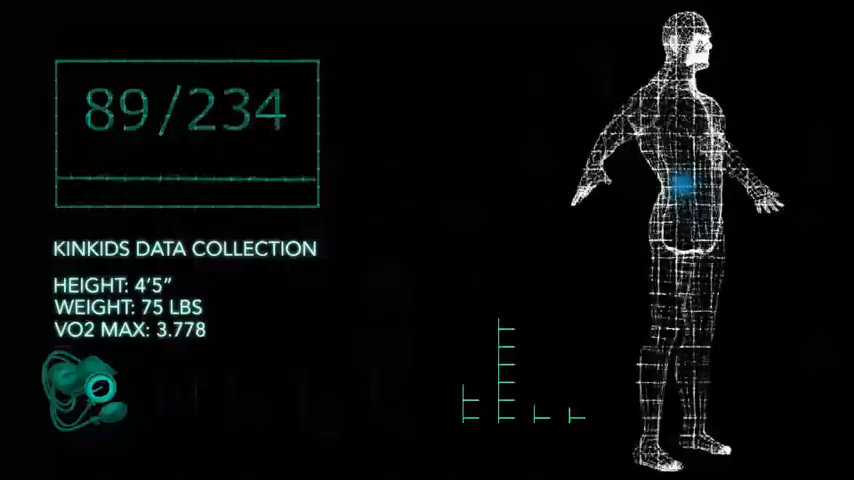 89/234
KINKIDS DATA COLLECTION
HEIGHT: 4'5"
WEIGHT: 75 LBS
VO2 MAX: 3.778